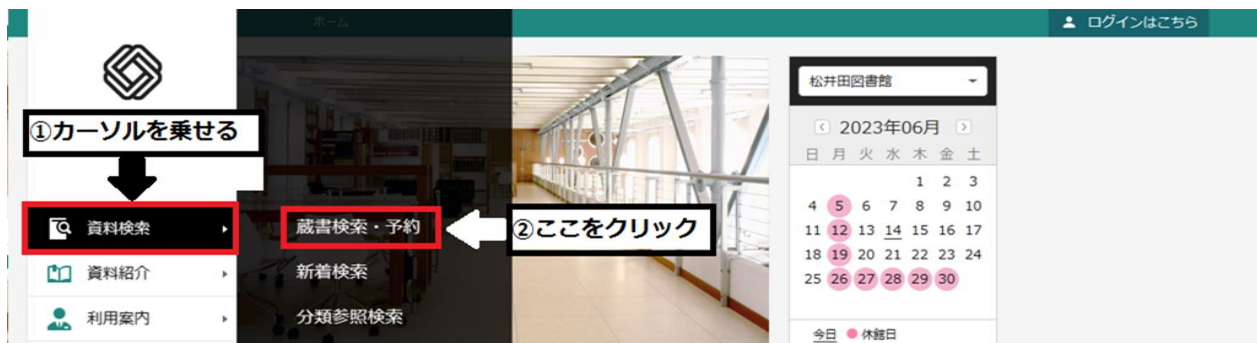 ホーム
ログインはこちら
松井田図書館
①カーソルを乗せる
2023年06月
日 月 火 水 木 金 土
1 2 3
4 5 6 7 8 9 10
11 12 13 14 15 16 17
18 19 20 21 22 23 24
25 26 27 28 29 30
今日 休館日
資料検索
蔵書検索・予約
②ここをクリック
資料紹介
新着検索
利用案内
分類参照検索